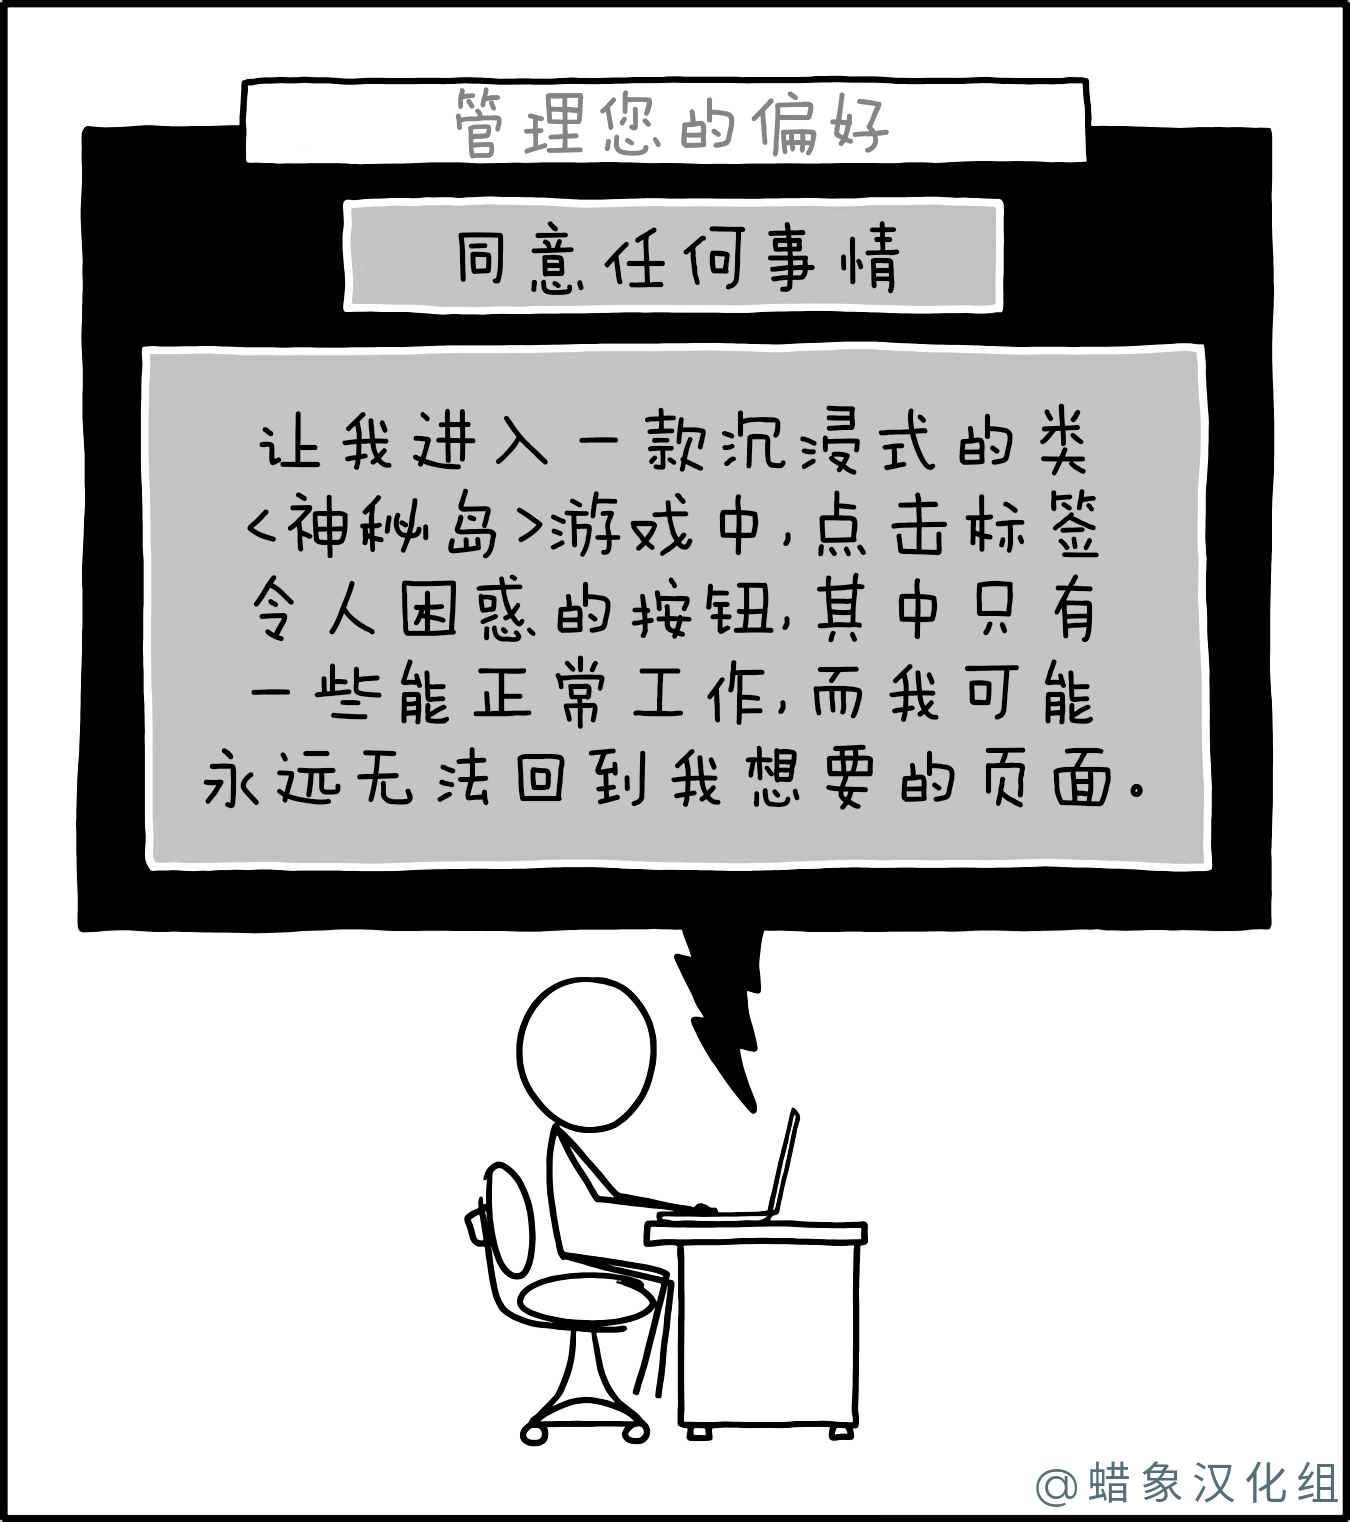 管理您的偏好
同意任何事情
让我进入一款沉浸式的类
<神秘岛>游戏中,点击标签
令人困惑的按钮,其中只有
一些能正常工作,而我可能
永远无法回到我想要的页面。
@蜡象汉化组